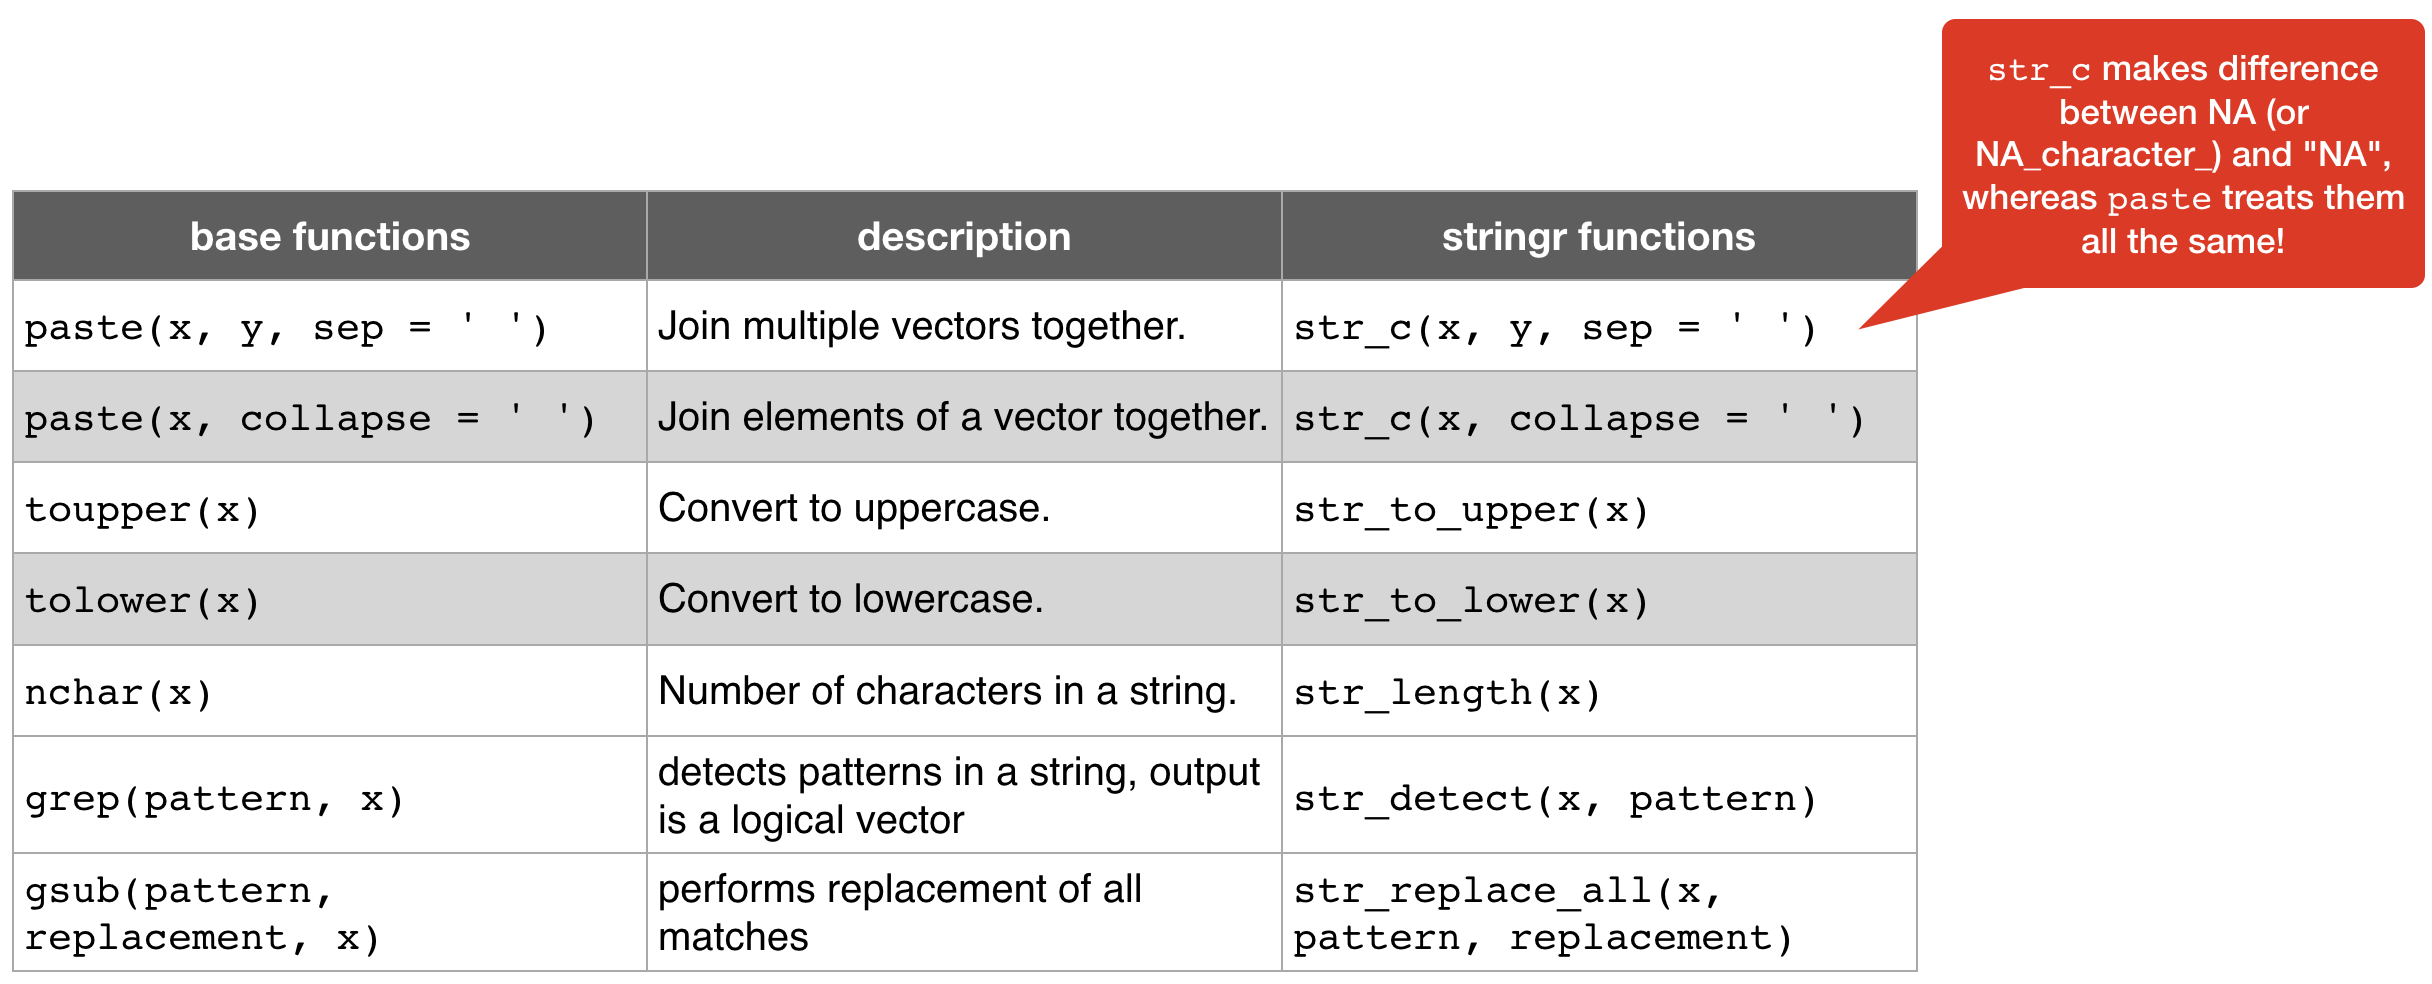 str_c makes difference
between NA (or
NA_character_) and "NA",
whereas paste treats them
all the same!
base functions
description
stringr functions
paste(x, y, sep = ' ')
Join multiple vectors together.
str_c(x, y, sep = ' ')
paste(x, collapse = ' ')
Join elements of a vector together.
str_c(x, collapse = ' ')
toupper(x)
Convert to uppercase.
str_to_upper(x)
tolower(x)
Convert to lowercase.
str_to_lower(x)
nchar(x)
Number of characters in a string.
str_length(x)
grep(pattern, x)
detects patterns in a string, output
is a logical vector
str_detect(x, pattern)
gsub(pattern,
replacement, x)
performs replacement of all
matches
str_replace_all(x,
pattern, replacement)